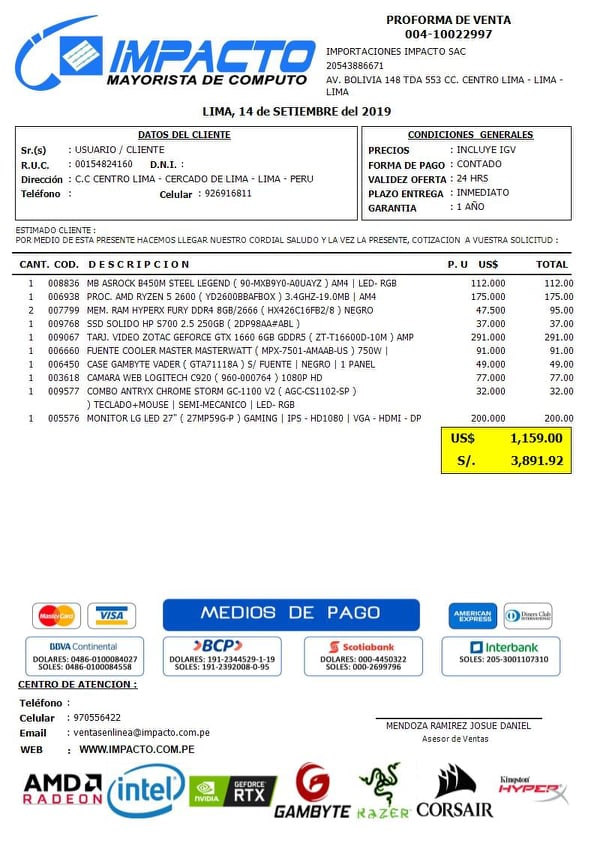 IMPACTO
MAYORISTA DE COMPUTO
PROFORMA DE VENTA
004-10022997
IMPORTACIONES IMPACTO SAC
20543886671
AV. BOLIVIA 148 TDA 553 CC. CENTRO LIMA - LIMA -
LIMA
LIMA, 14 de SETIEMBRE del 2019
DATOS DEL CLIENTE
Sr.(s) : USUARIO / CLIENTE
R.U.C. : 00154824160 D.N.I. :
Dirección : C.C CENTRO LIMA - CERCADO DE LIMA - LIMA - PERU
Teléfono : Celular : 926916811
CONDICIONES GENERALES
PRECIOS : INCLUYE IGV
FORMA DE PAGO : CONTADO
VALIDEZ OFERTA : 24 HRS
PLAZO ENTREGA : INMEDIATO
GARANTIA : 1 AÑO
ESTIMADO CLIENTE :
POR MEDIO DE ESTA PRESENTE HACEMOS LLEGAR NUESTRO CORDIAL SALUDO Y LA VEZ LA PRESENTE, COTIZACION A VUESTRA SOLICITUD :
CANT. COD. D E S C R I P C I O N P. U US$ TOTAL
1 008836 MB ASROCK B450M STEEL LEGEND ( 90-MXB9Y0-A0UAYZ ) AM4 | LED- RGB 112.000 112.00
1 006938 PROC. AMD RYZEN 5 2600 ( YD2600BBAFBOX ) 3.4GHZ-19.0MB | AM4 175.000 175.00
2 007799 MEM. RAM HYPERX FURY DDR4 8GB/2666 ( HX426C16FB2/8 ) NEGRO 47.500 95.00
1 009768 SSD SOLIDO HP S700 2.5 250GB ( 2DP98AA#ABL ) 37.000 37.00
1 009067 TARJ. VIDEO ZOTAC GEFORCE GTX 1660 6GB GDDR5 ( ZT-T16600D-10M ) AMP 291.000 291.00
1 006660 FUENTE COOLER MASTER MASTERWATT ( MPX-7501-AMAAB-US ) 750W | 91.000 91.00
1 006450 CASE GAMBYTE VADER ( GTA71118A ) S/ FUENTE | NEGRO | 1 PANEL 49.000 49.00
1 003618 CAMARA WEB LOGITECH C920 ( 960-000764 ) 1080P HD 77.000 77.00
1 009577 COMBO ANTRYX CHROME STORM GC-1100 V2 ( AGC-CS1102-SP ) 32.000 32.00
) TECLADO+MOUSE | SEMI-MECANICO | LED- RGB
1 005576 MONITOR LG LED 27" ( 27MP59G-P ) GAMING | IPS - HD1080 | VGA - HDMI - DP 200.000 200.00
US$ 1,159.00
S/. 3,891.92
MasterCard VISA MEDIOS DE PAGO AMERICAN EXPRESS Diners Club INTERNATIONAL
BBVA Continental
DOLARES: 0486-0100084027
SOLES: 0486-0100084558
BCP
DOLARES: 191-2344529-1-19
SOLES: 191-2392008-0-95
Scotiabank
DOLARES: 000-4450322
SOLES: 000-2699796
Interbank
SOLES: 205-3001107310
CENTRO DE ATENCION :
Teléfono :
Celular : 970556422
Email : ventasenlinea@impacto.com.pe
WEB : WWW.IMPACTO.COM.PE
MENDOZA RAMIREZ JOSUE DANIEL
Asesor de Ventas
AMD RADEON
intel
NVIDIA GEFORCE RTX
GAMBYTE
RAZER
CORSAIR
Kingston HYPERX